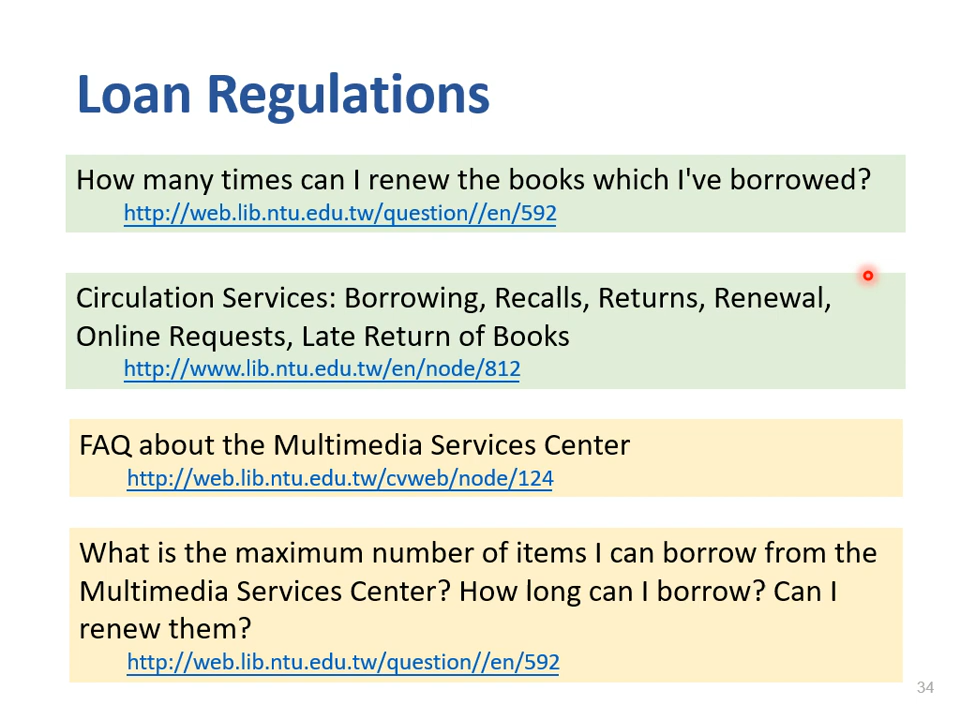 Loan Regulations
How many times can I renew the books which I've borrowed?
http://web.lib.ntu.edu.tw/question//en/592
Circulation Services: Borrowing, Recalls, Returns, Renewal,
Online Requests, Late Return of Books
http://www.lib.ntu.edu.tw/en/node/812
FAQ about the Multimedia Services Center
http://web.lib.ntu.edu.tw/cvweb/node/124
What is the maximum number of items I can borrow from the
Multimedia Services Center? How long can I borrow? Can I
renew them?
http://web.lib.ntu.edu.tw/question//en/592
34